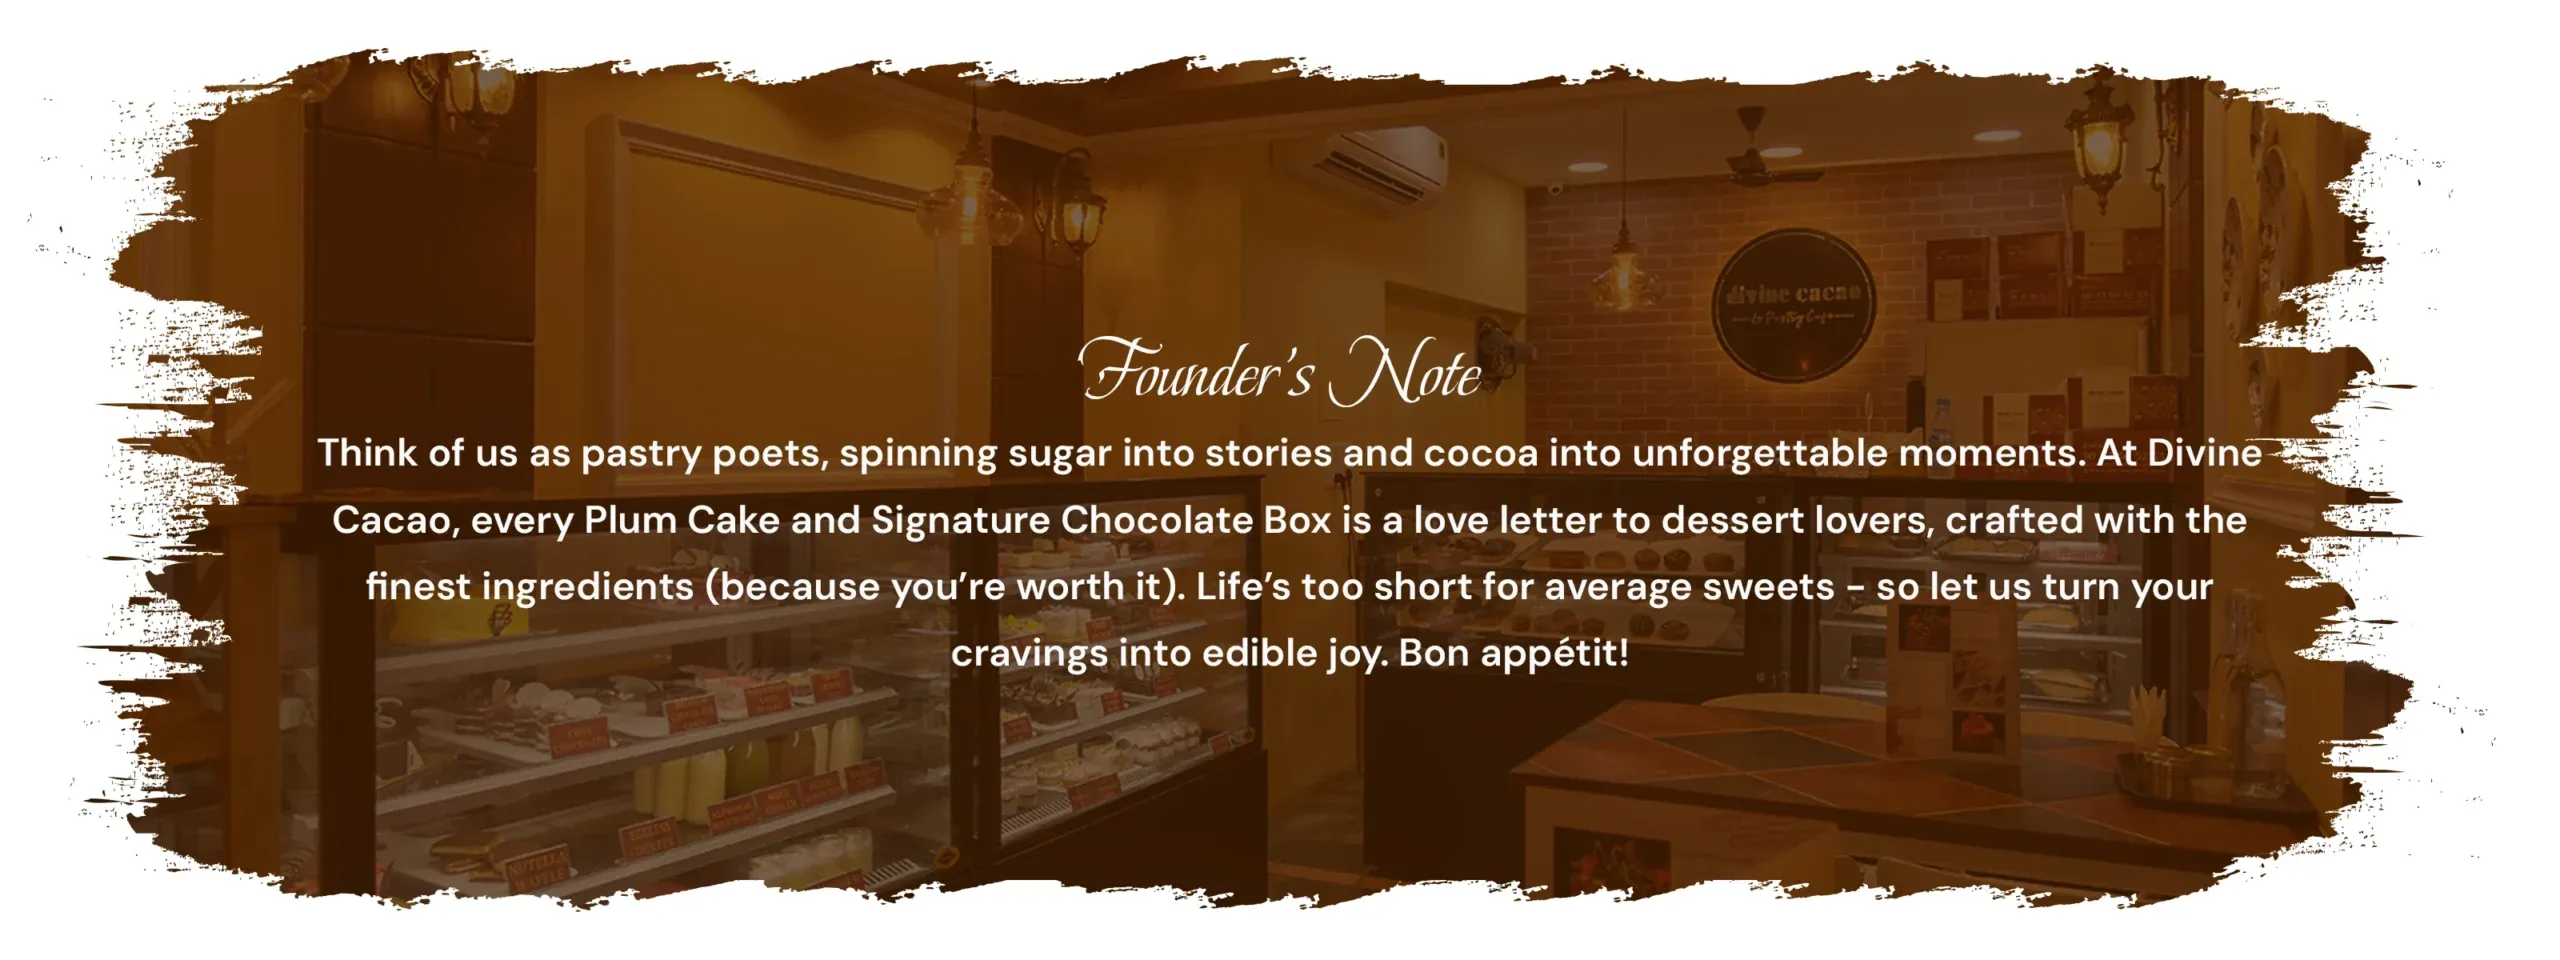 divine cacao
Le Pastry Cafe
Founder’s Note
Think of us as pastry poets, spinning sugar into stories and cocoa into unforgettable moments. At Divine
Cacao, every Plum Cake and Signature Chocolate Box is a love letter to dessert lovers, crafted with the
finest ingredients (because you’re worth it). Life’s too short for average sweets – so let us turn your
cravings into edible joy. Bon appétit!
EGGLESS
NUTELLA
WAFFLE